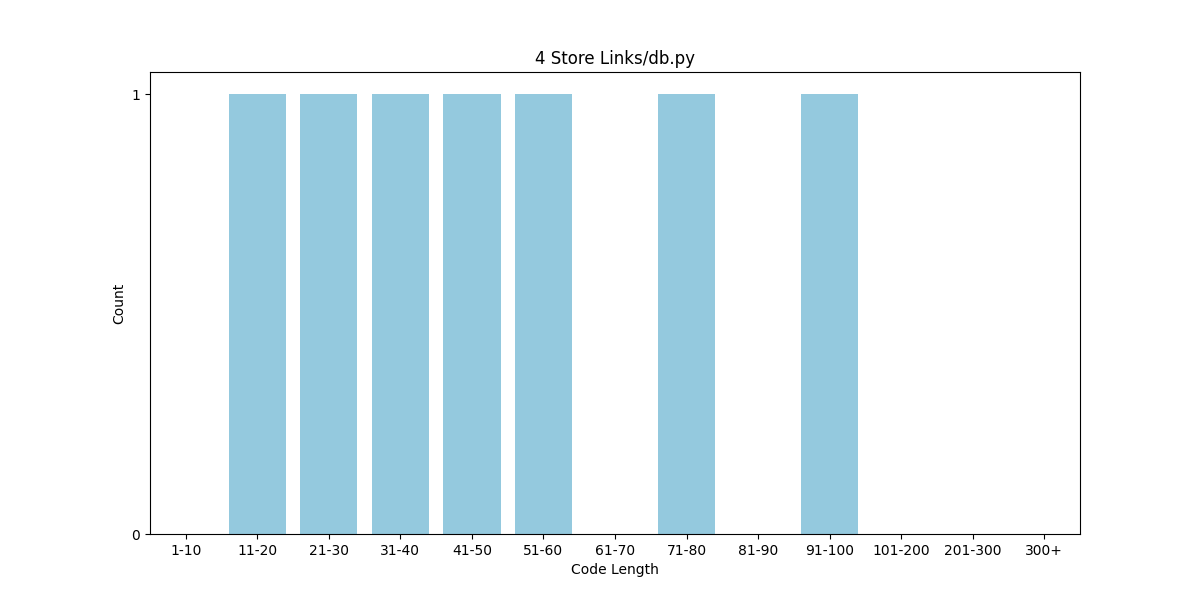 4 Store Links/db.py
1
Count
0
1-10 11-20 21-30 31-40 41-50 51-60 61-70 71-80 81-90 91-100 101-200 201-300 300+
Code Length